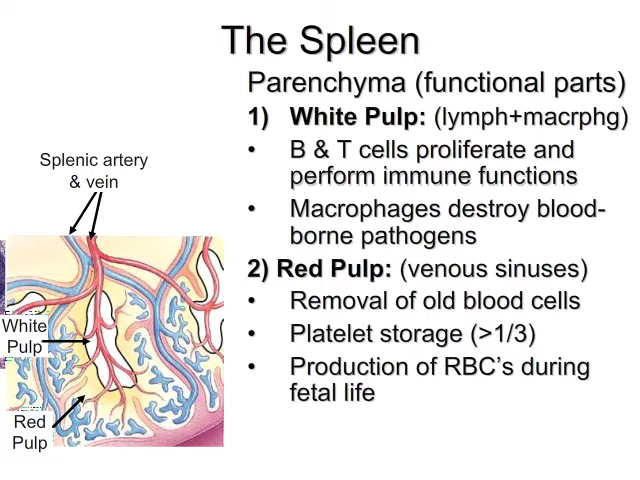 The Spleen
Parenchyma (functional parts)
1) White Pulp: (lymph+macrphg)
• B & T cells proliferate and
perform immune functions
• Macrophages destroy blood-
borne pathogens
2) Red Pulp: (venous sinuses)
• Removal of old blood cells
• Platelet storage (>1/3)
• Production of RBC's during
fetal life
Splenic artery
& vein
White
Pulp
Red
Pulp